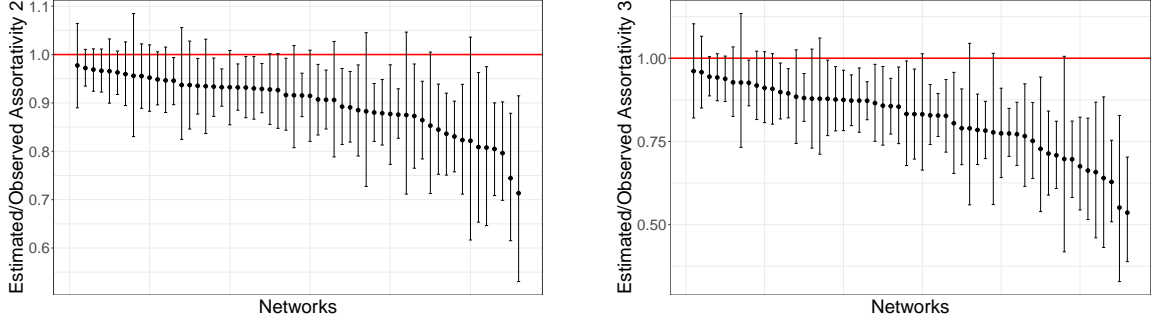 Estimated/Observed Assortativity 2
1.1
1.0
0.9
0.8
0.7
0.6
Networks
Estimated/Observed Assortativity 3
1.00
0.75
0.50
Networks